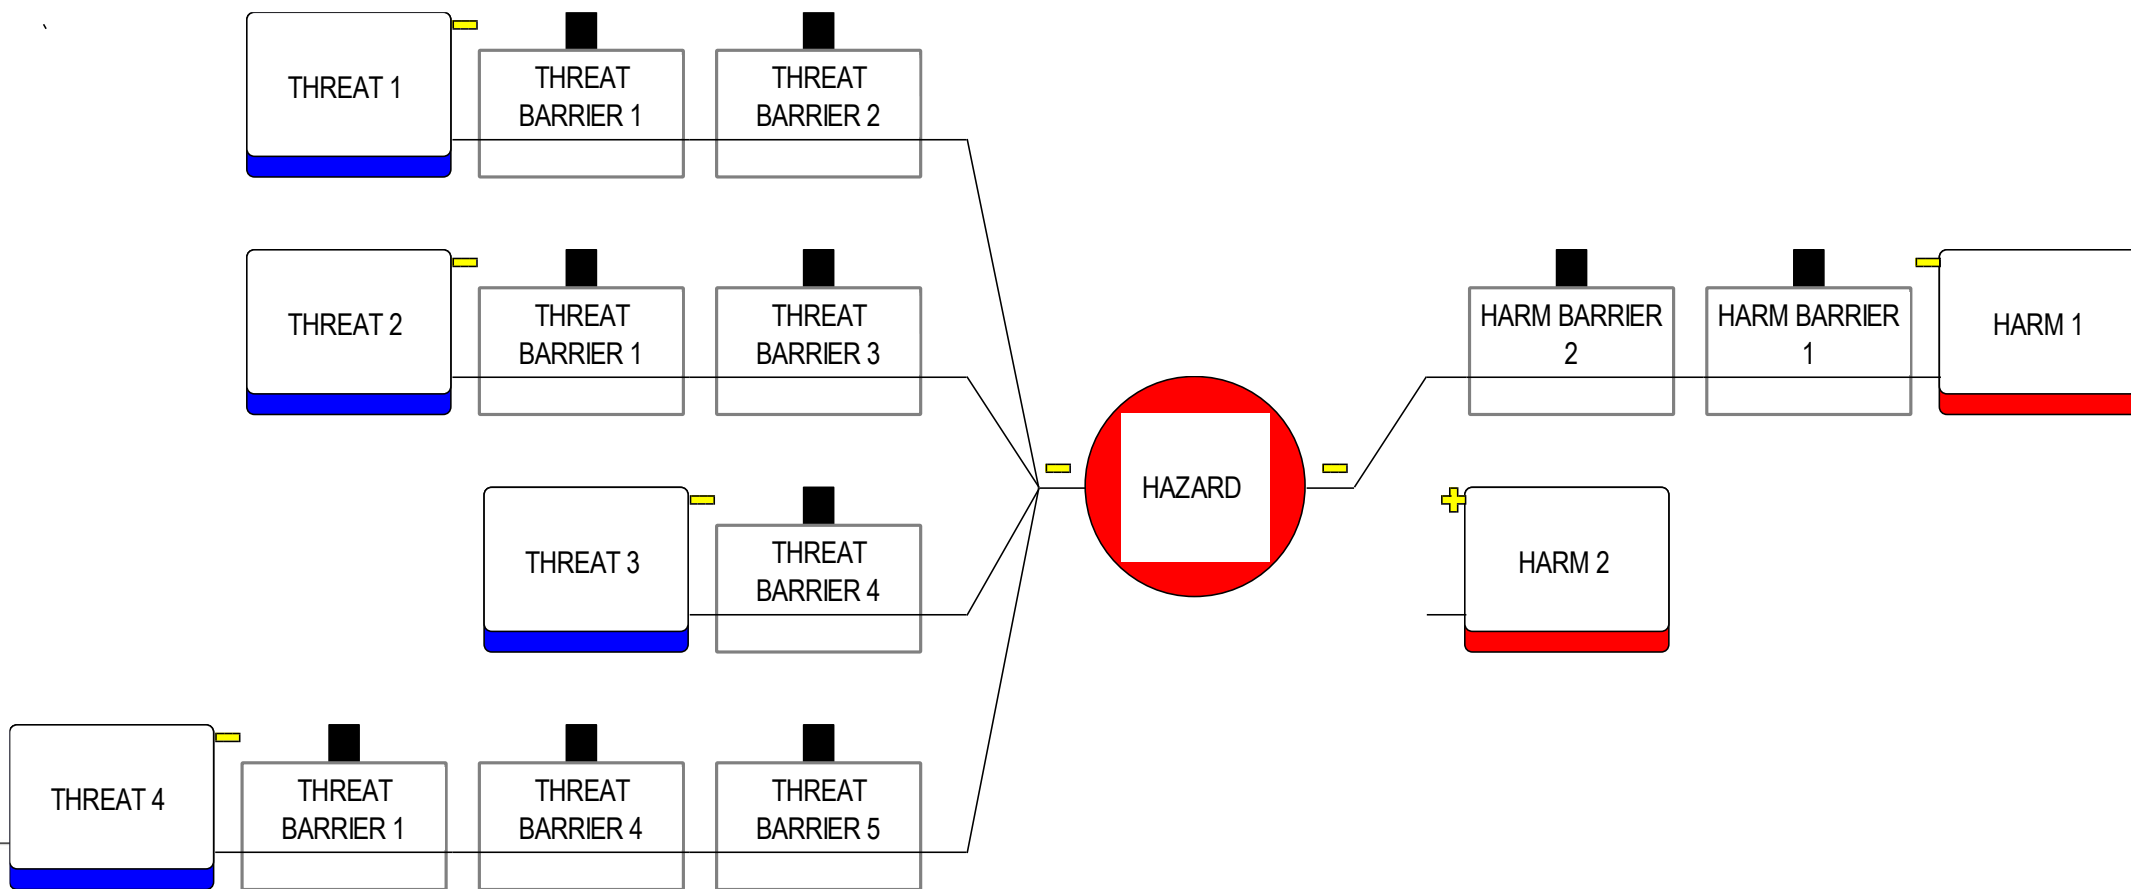 `
THREAT 1
THREAT
BARRIER 1
THREAT
BARRIER 2
THREAT 2
THREAT
BARRIER 1
THREAT
BARRIER 3
HARM BARRIER
2
HARM BARRIER
1
HARM 1
HAZARD
THREAT 3
THREAT
BARRIER 4
HARM 2
THREAT 4
THREAT
BARRIER 1
THREAT
BARRIER 4
THREAT
BARRIER 5